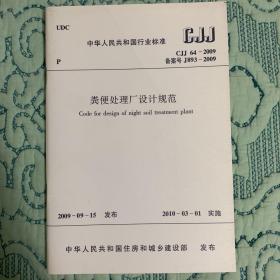 UDC
中华人民共和国行业标准 CJJ
P
CJJ 64-2009
备案号 J893-2009
粪便处理厂设计规范
Code for design of night soil treatment plant
2009-09-15 发布 2010-03-01 实施
中华人民共和国住房和城乡建设部 发布